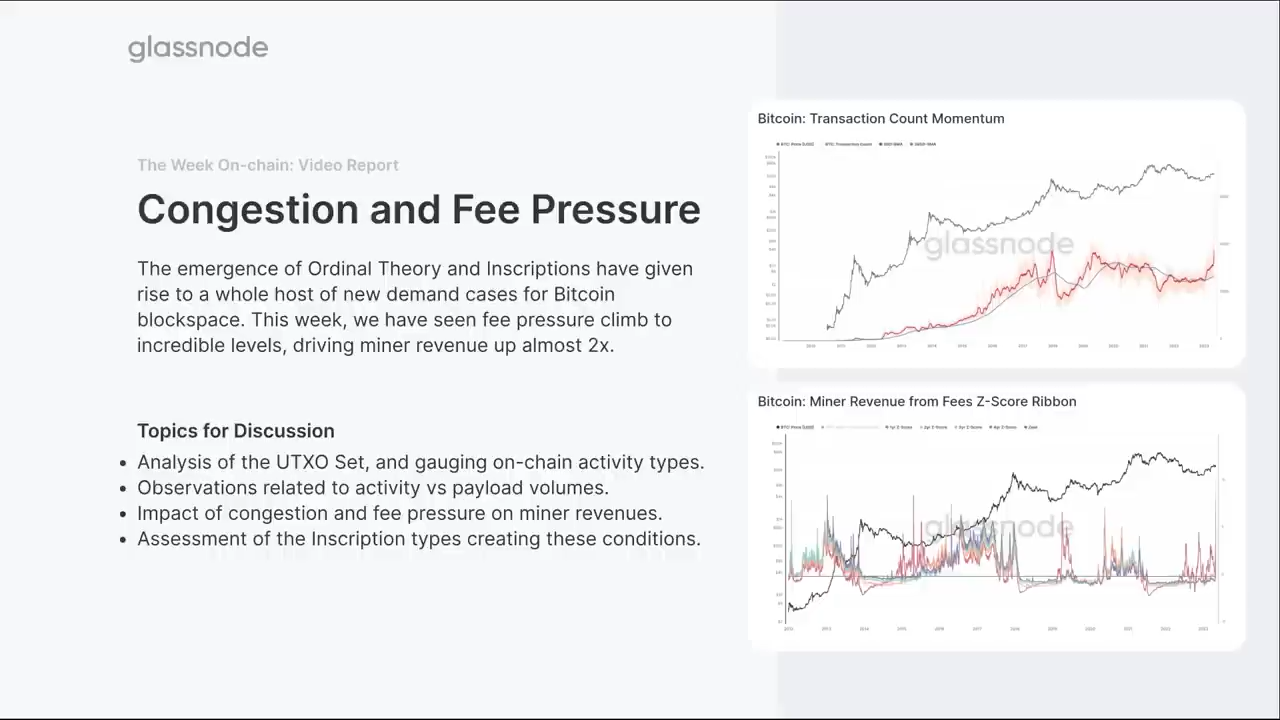 glassnode
The Week On-chain: Video Report
Congestion and Fee Pressure
The emergence of Ordinal Theory and Inscriptions have given
rise to a whole host of new demand cases for Bitcoin
blockspace. This week, we have seen fee pressure climb to
incredible levels, driving miner revenue up almost 2x.
Topics for Discussion
• Analysis of the UTXO Set, and gauging on-chain activity types.
• Observations related to activity vs payload volumes.
• Impact of congestion and fee pressure on miner revenues.
• Assessment of the Inscription types creating these conditions.
Bitcoin: Transaction Count Momentum
glassnode
Bitcoin: Miner Revenue from Fees Z-Score Ribbon
glassnode